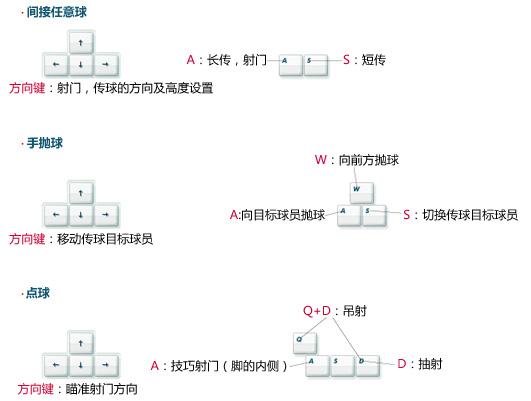 · 间接任意球
↑
← ↓ →
方向键：射门，传球的方向及高度设置
A：长传，射门
A S
S：短传
· 手抛球
↑
← ↓ →
方向键：移动传球目标球员
W：向前方抛球
W
A:向目标球员抛球
A S
S：切换传球目标球员
· 点球
↑
← ↓ →
方向键：瞄准射门方向
Q+D：吊射
Q
A：技巧射门（脚的内侧）
A S D
D：抽射